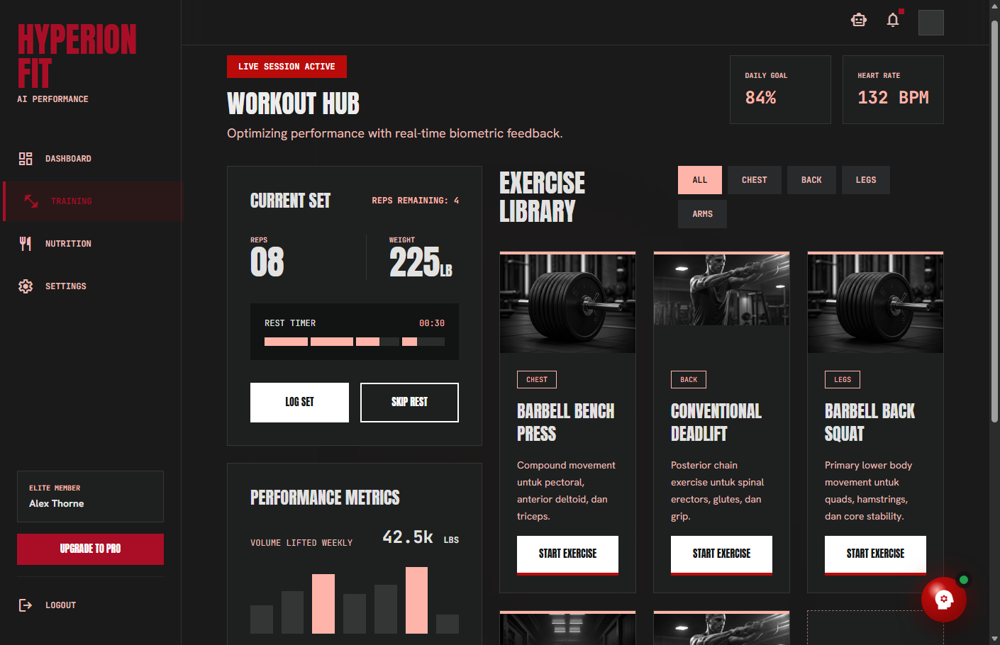 HYPERION
FIT
AI PERFORMANCE
DASHBOARD
TRAINING
NUTRITION
SETTINGS
ELITE MEMBER
Alex Thorne
UPGRADE TO PRO
LOGOUT
LIVE SESSION ACTIVE
WORKOUT HUB
Optimizing performance with real-time biometric feedback.
DAILY GOAL
84%
HEART RATE
132 BPM
CURRENT SET
REPS REMAINING: 4
REPS
08
WEIGHT
225LB
REST TIMER
00:30
LOG SET
SKIP REST
PERFORMANCE METRICS
VOLUME LIFTED WEEKLY
42.5k LBS
EXERCISE
LIBRARY
ALL
CHEST
BACK
LEGS
ARMS
CHEST
BARBELL BENCH
PRESS
Compound movement
untuk pectoral,
anterior deltoid, dan
triceps.
START EXERCISE
BACK
CONVENTIONAL
DEADLIFT
Posterior chain
exercise untuk spinal
erectors, glutes, dan
grip.
START EXERCISE
LEGS
BARBELL BACK
SQUAT
Primary lower body
movement untuk
quads, hamstrings,
dan core stability.
START EXERCISE